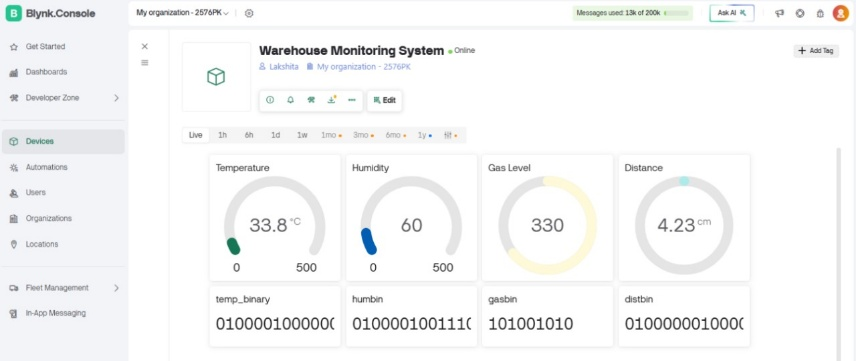 Blynk.Console
My organization - 2576PK
Messages used: 13k of 200k
Ask AI
Get Started
Dashboards
Developer Zone
Devices
Automations
Users
Organizations
Locations
Fleet Management
In-App Messaging
Warehouse Monitoring System
Online
Add Tag
Lakshita
My organization - 2576PK
Edit
Live 1h 6h 1d 1w 1mo 3mo 6mo 1y
Temperature
33.8 °C
0 500
Humidity
60
0 500
Gas Level
330
Distance
4.23 cm
temp_binary
010000100000
humbin
010000100111
gasbin
101001010
distbin
010000001000